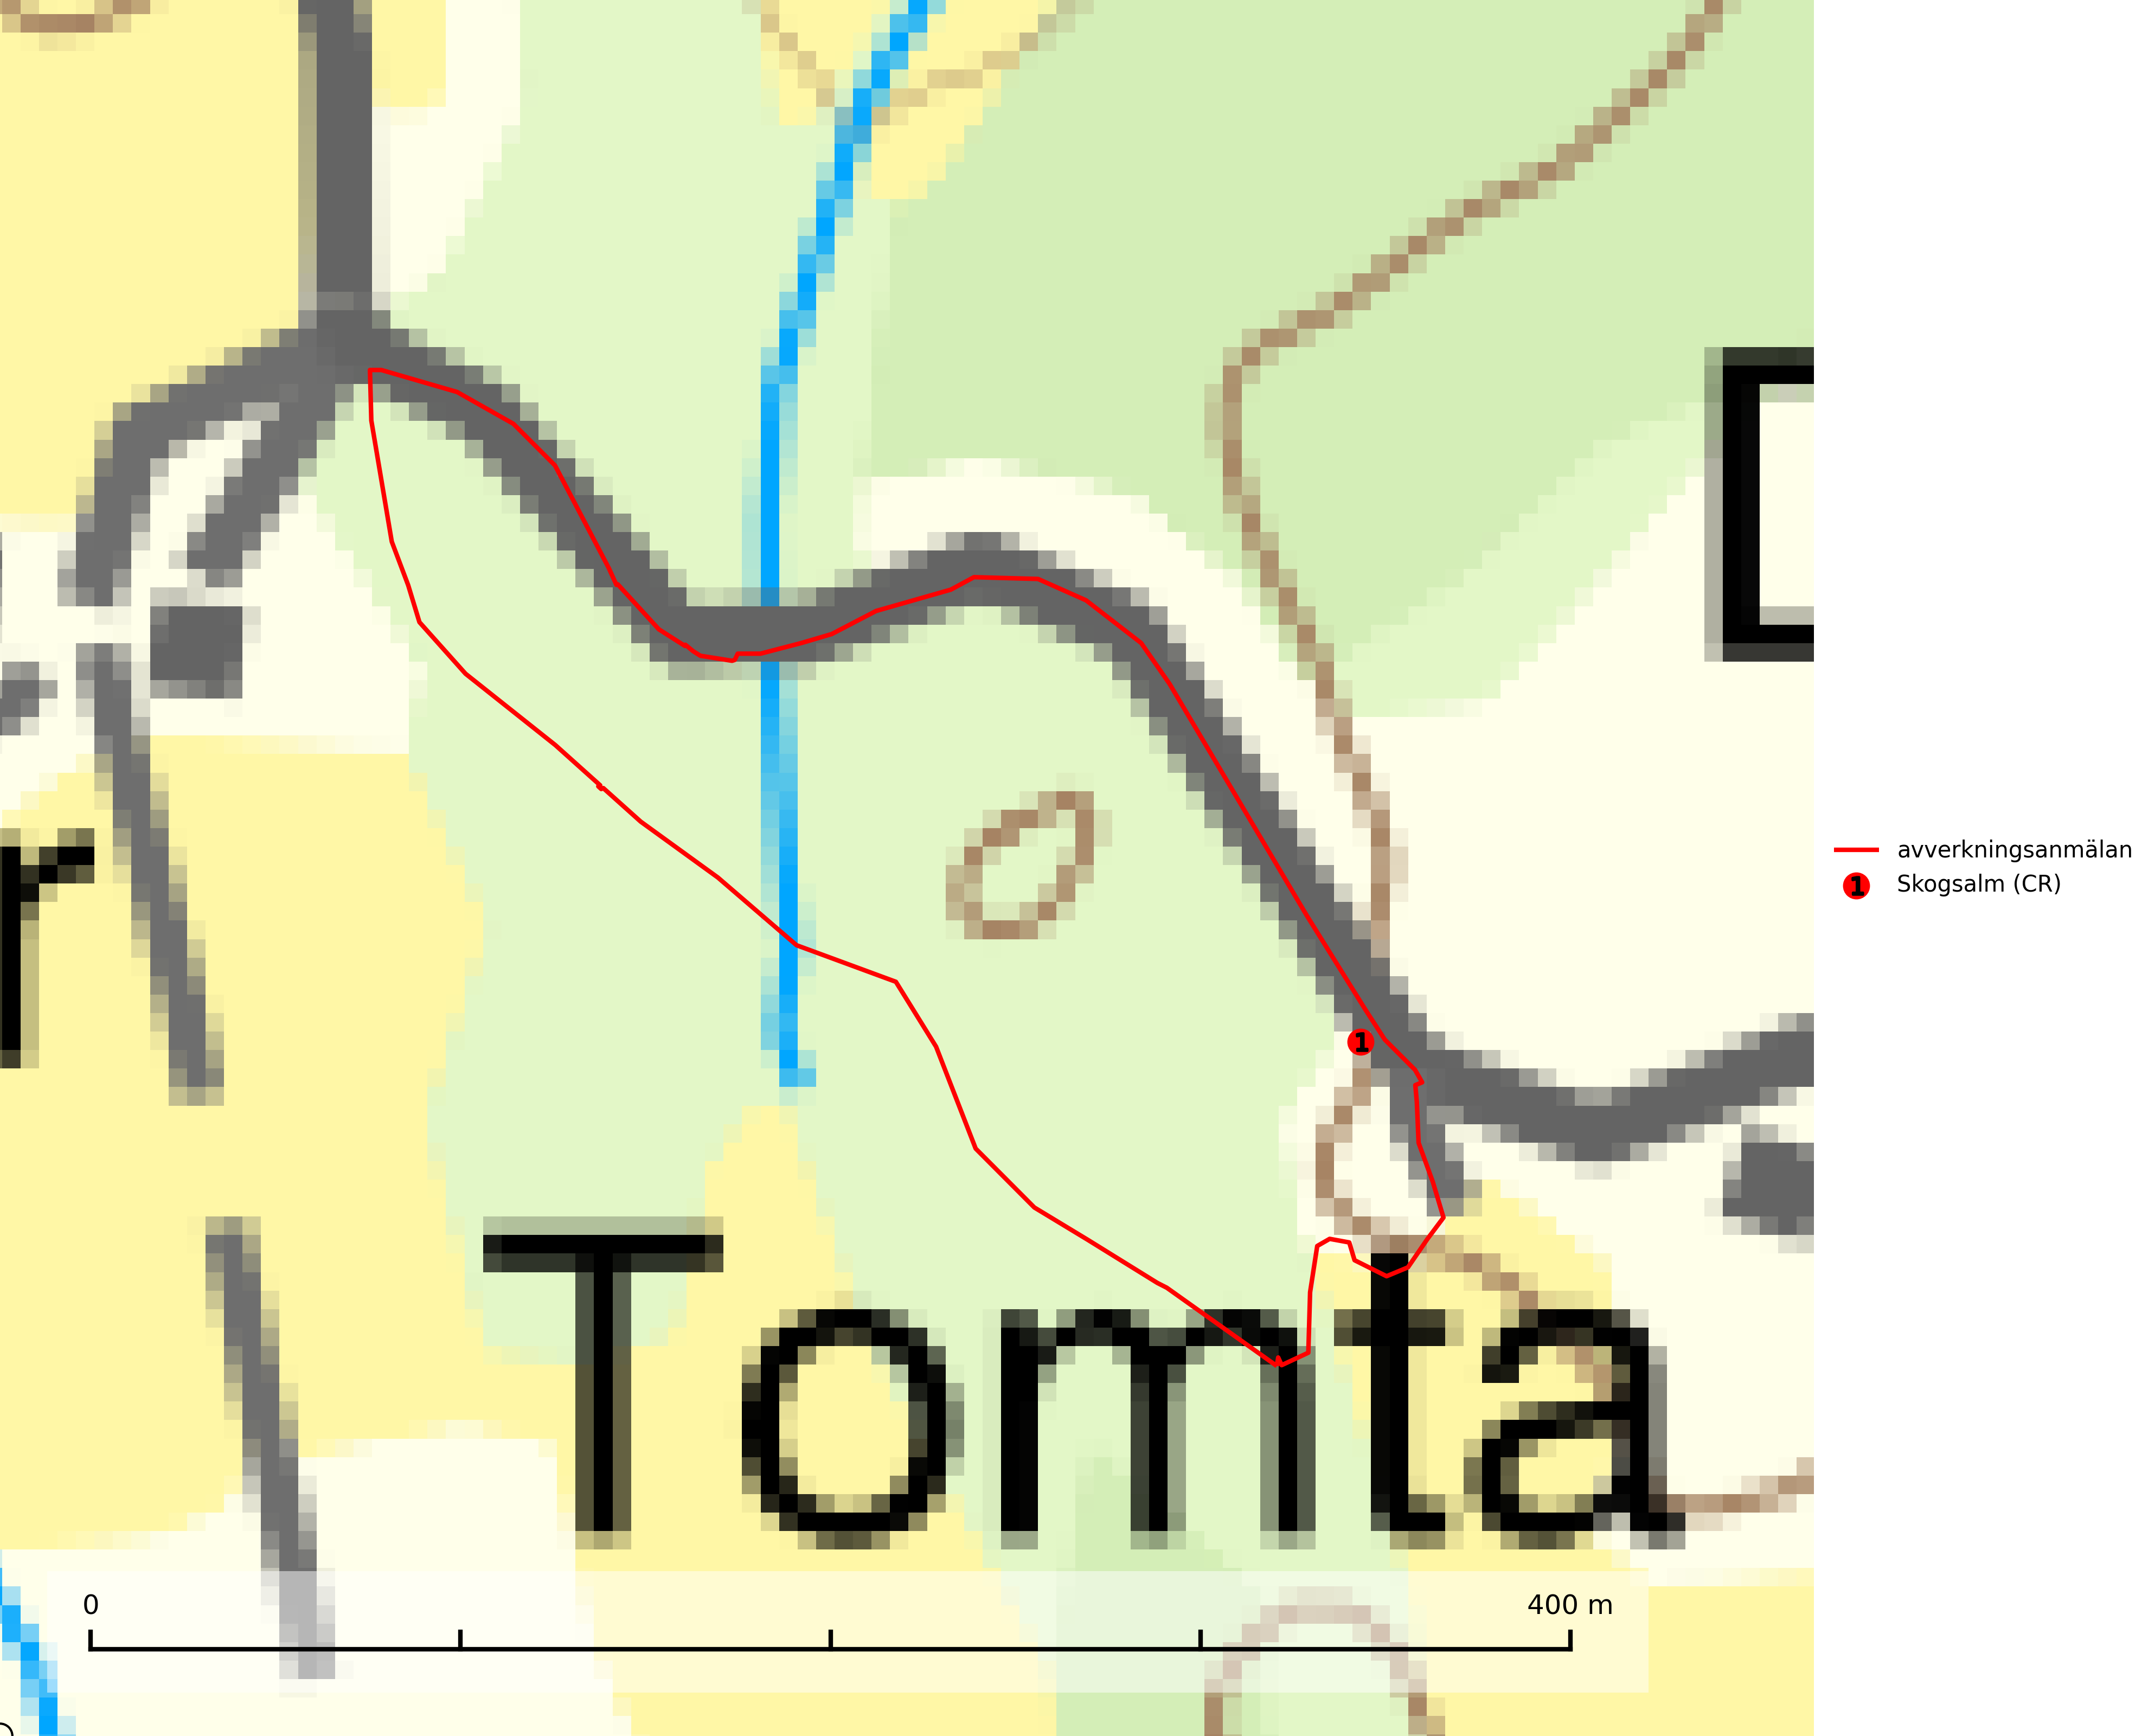 avverkningsanmälan
1
1 Skogsalm (CR)
Tomta
0 400 m